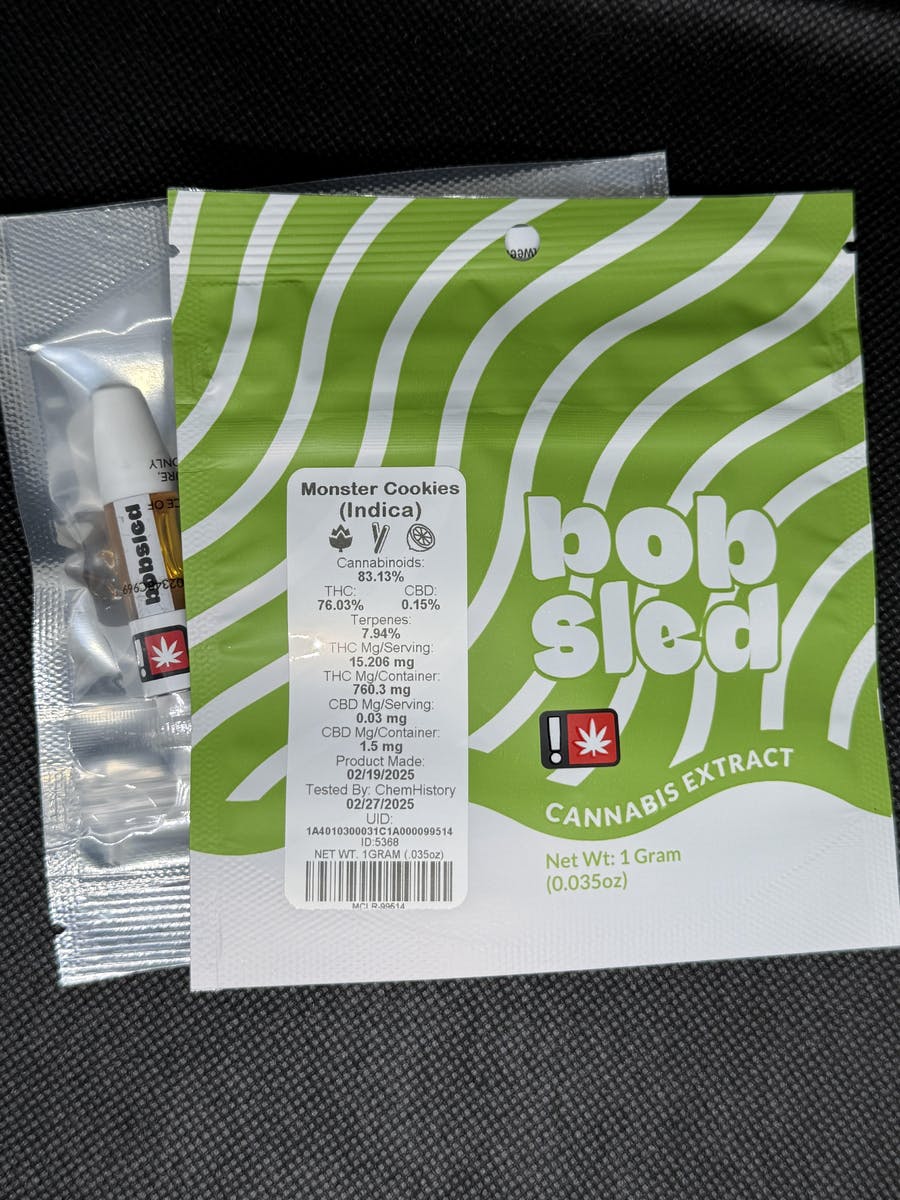 Monster Cookies
(Indica)
Cannabinoids:
83.13%
THC: CBD:
76.03% 0.15%
Terpenes:
7.94%
THC Mg/Serving:
15.206 mg
THC Mg/Container:
760.3 mg
CBD Mg/Serving:
0.03 mg
CBD Mg/Container:
1.5 mg
Product Made:
02/19/2025
Tested By: ChemHistory
02/27/2025
UID:
1A4010300031C1A000099514
ID:5368
NET WT. 1GRAM (.035oz)
MCLR-99514
bob
sled
!
CANNABIS EXTRACT
Net Wt: 1 Gram
(0.035oz)
bobsled
ONLY